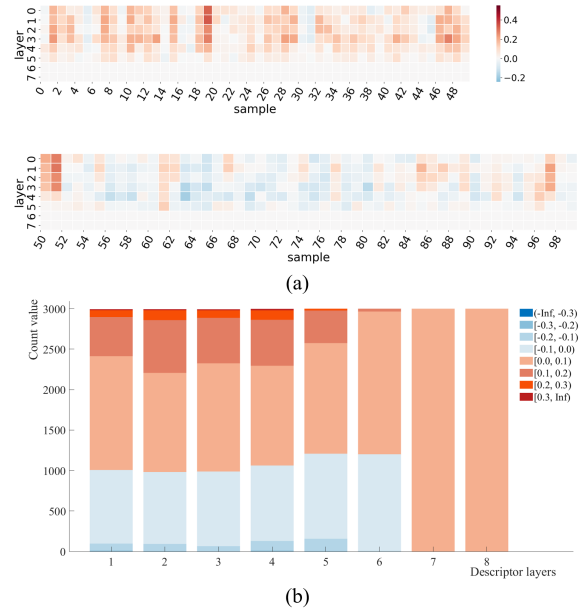 layer
7 6 5 4 3 2 1 0
0 2 4 6 8 10 12 14 16 18 20 22 24 26 28 30 32 34 36 38 40 42 44 46 48
sample
0.4
0.2
0.0
−0.2
layer
7 6 5 4 3 2 1 0
50 52 54 56 58 60 62 64 66 68 70 72 74 76 78 80 82 84 86 88 90 92 94 96 98
sample
(a)
Count value
3000
2500
2000
1500
1000
500
0
1 2 3 4 5 6 7 8
Descriptor layers
(-Inf, -0.3)
[-0.3, -0.2)
[-0.2, -0.1)
[-0.1, 0.0)
[0.0, 0.1)
[0.1, 0.2)
[0.2, 0.3)
[0.3, Inf)
(b)